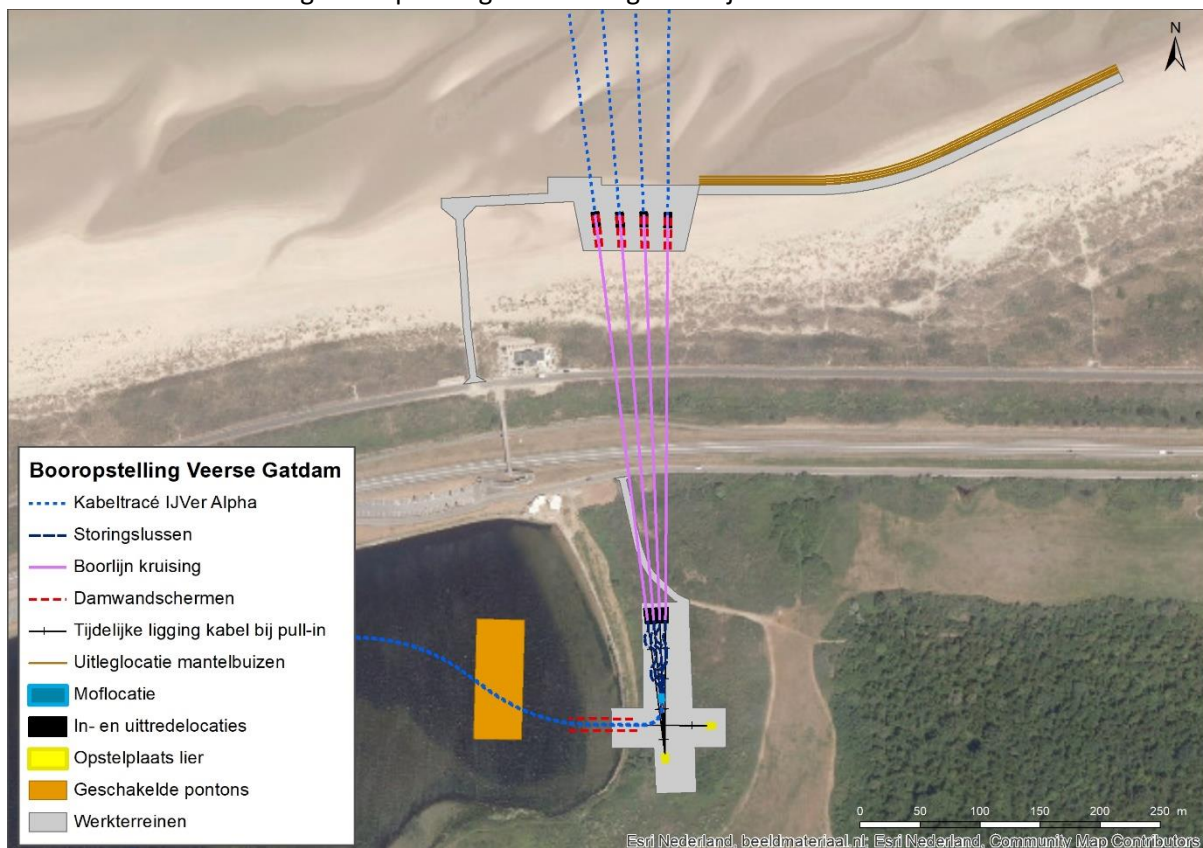 N
Booropstelling Veerse Gatdam
Kabeltracé IJVer Alpha
Storingslussen
Boorlijn kruising
Damwandschermen
Tijdelijke ligging kabel bij pull-in
Uitleglocatie mantelbuizen
Moflocatie
In- en uittredelocaties
Opstelplaats lier
Geschakelde pontons
Werkterreinen
0 50 100 150 200 250 m
Esri Nederland, beeldmateriaal.nl; Esri Nederland, Community Map Contributors